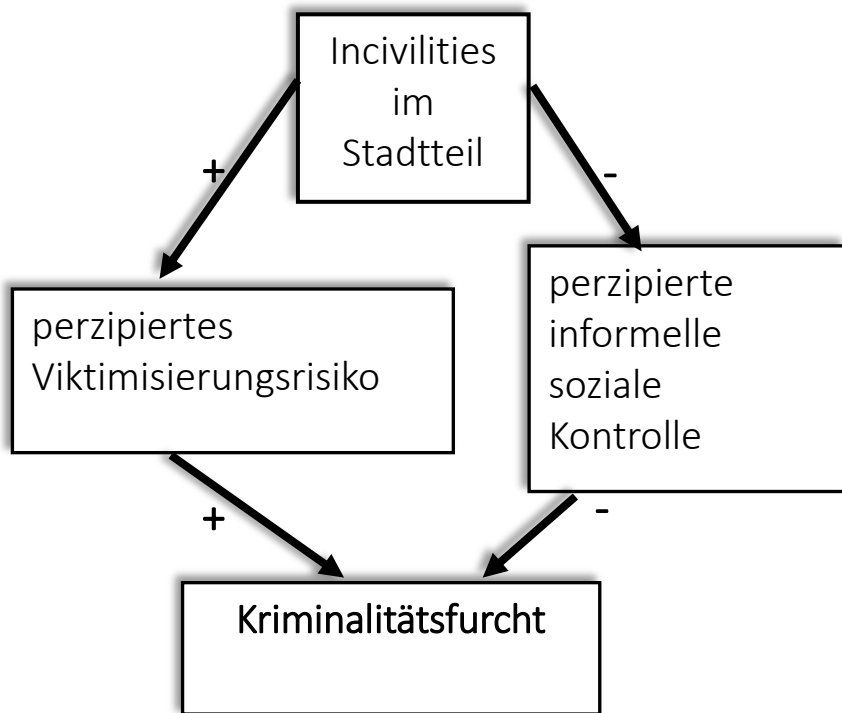 Incivilities
im
Stadtteil
+
-
perzipiertes
Viktimisierungsrisiko
perzipierte
informelle
soziale
Kontrolle
+
-
Kriminalitätsfurcht